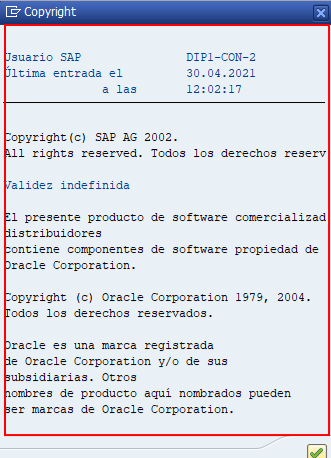 Copyright
Usuario SAP DIP1-CON-2
Última entrada el 30.04.2021
a las 12:02:17
Copyright(c) SAP AG 2002.
All rights reserved. Todos los derechos reserv
Validez indefinida
El presente producto de software comercializad
distribuidores
contiene componentes de software propiedad de
Oracle Corporation.
Copyright (c) Oracle Corporation 1979, 2004.
Todos los derechos reservados.
Oracle es una marca registrada
de Oracle Corporation y/o de sus
subsidiarias. Otros
nombres de producto aquí nombrados pueden
ser marcas de Oracle Corporation.